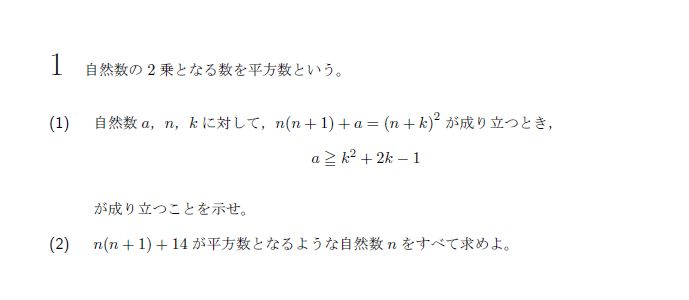 1 自然数の 2 乗となる数を平方数という。
(1) 自然数 a, n, k に対して, n(n + 1) + a = (n + k)² が成り立つとき,
a ≧ k² + 2k − 1
が成り立つことを示せ。
(2) n(n + 1) + 14 が平方数となるような自然数 n をすべて求めよ。